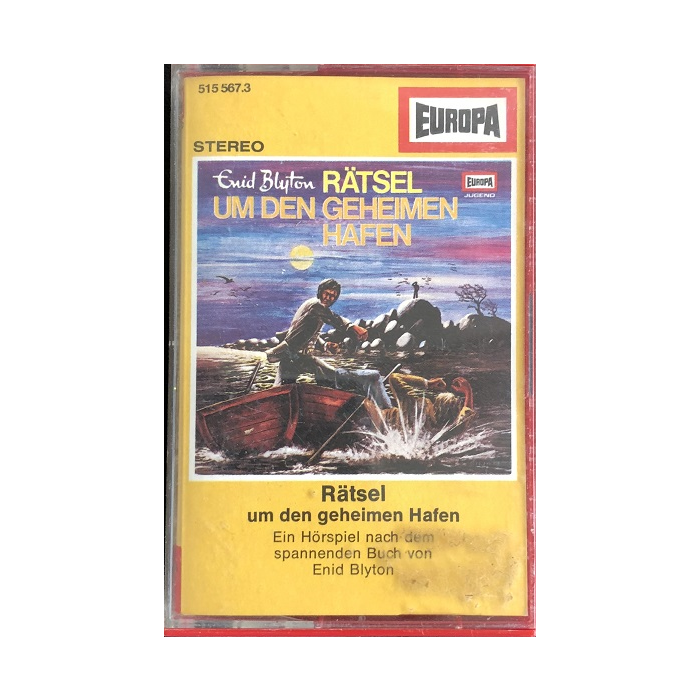 515 567.3
EUROPA
STEREO
Enid Blyton RÄTSEL
UM DEN GEHEIMEN
HAFEN
EUROPA
JUGEND
Rätsel
um den geheimen Hafen
Ein Hörspiel nach dem
spannenden Buch von
Enid Blyton